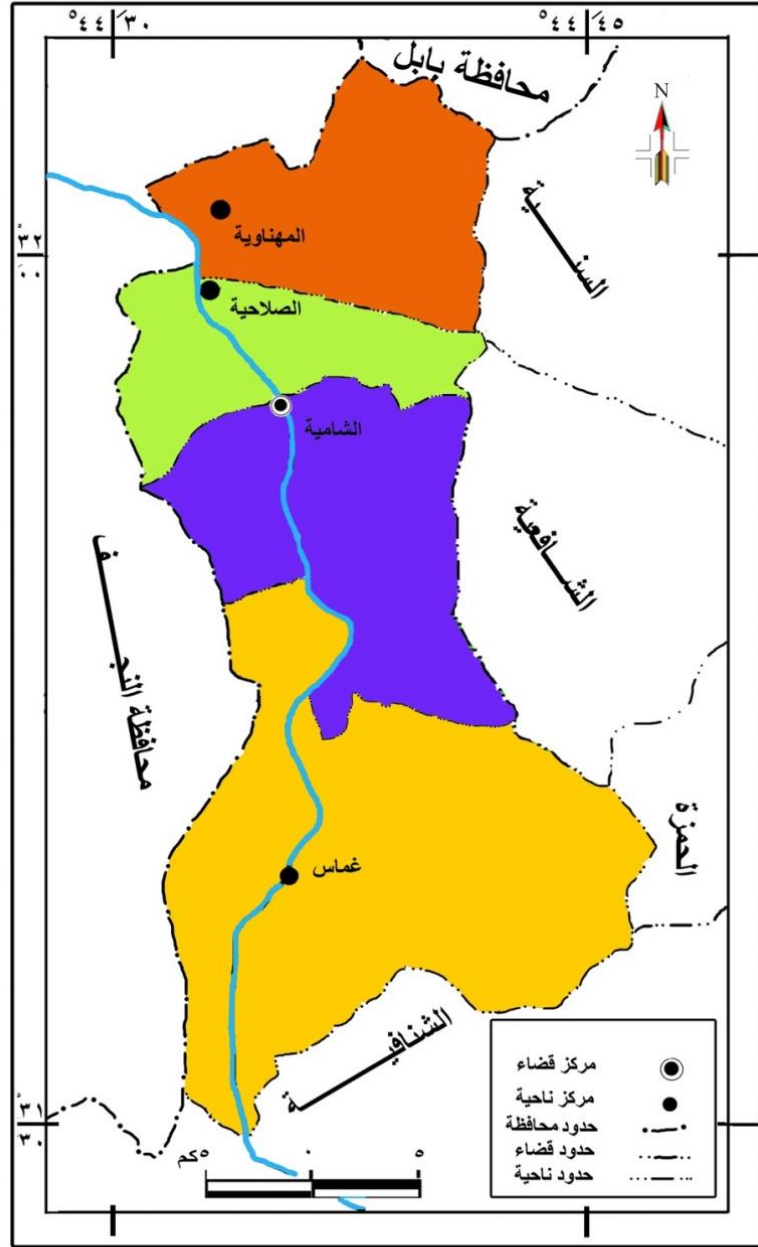 ٤٤° ٣٠َ
٤٤° ٤٥َ
محافظة بابل
N
السنية
المهناوية
٣٢°
٠٠َ
الصلاحية
الشامية
الشافعية
محافظة النجف
الحمزة
غماس
الشنافية
مركز قضاء
مركز ناحية
حدود محافظة
حدود قضاء
حدود ناحية
٣١°
٣٠َ
٥كم
٠
٥